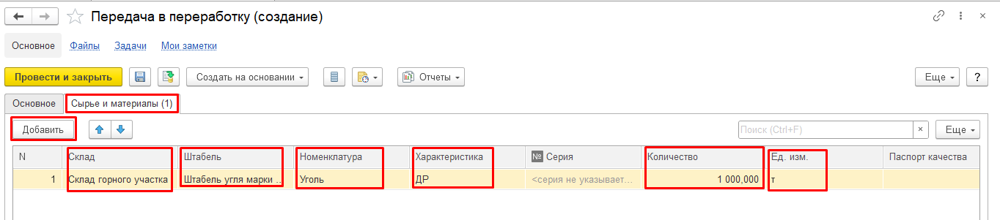 Передача в переработку (создание)
Основное Файлы Задачи Мои заметки
Провести и закрыть Создать на основании Отчеты Еще ?
Основное Сырье и материалы (1)
Добавить Поиск (Ctrl+F) × Еще
N Склад Штабель Номенклатура Характеристика № Серия Количество Ед. изм. Паспорт качества
1 Склад горного участка Штабель угля марки ... Уголь ДР <серия не указывает... 1 000,000 т